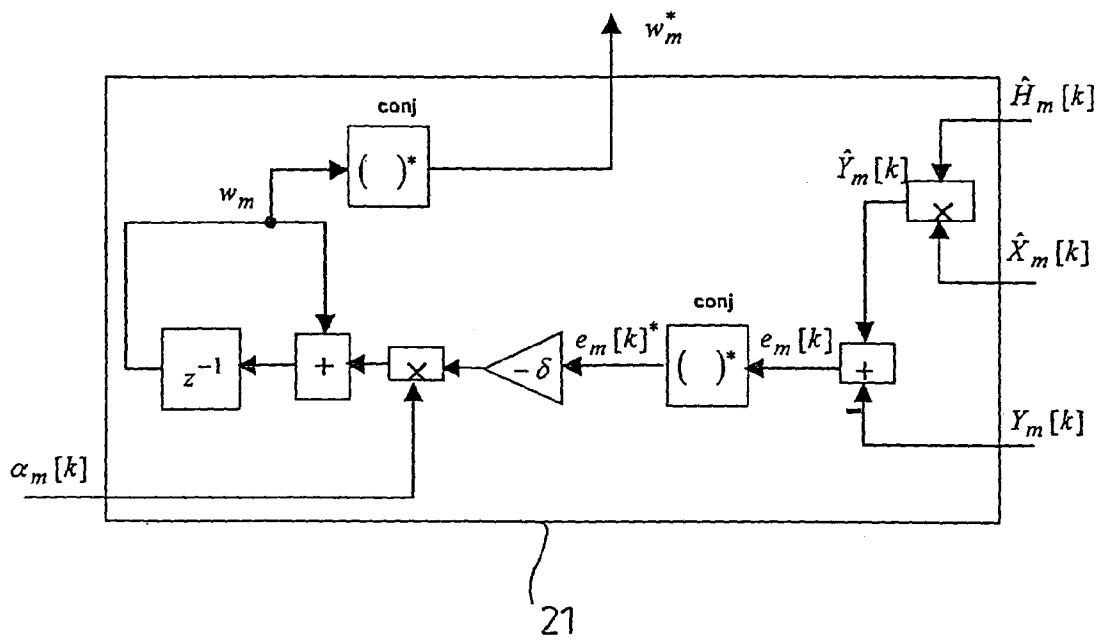 w*m
Ĥm[k]
conj
( )*
Ŷm[k]
wm
×
X̂m[k]
conj
em[k]*
em[k]
z⁻¹
+
×
-δ
( )*
+
−
Ym[k]
αm[k]
21